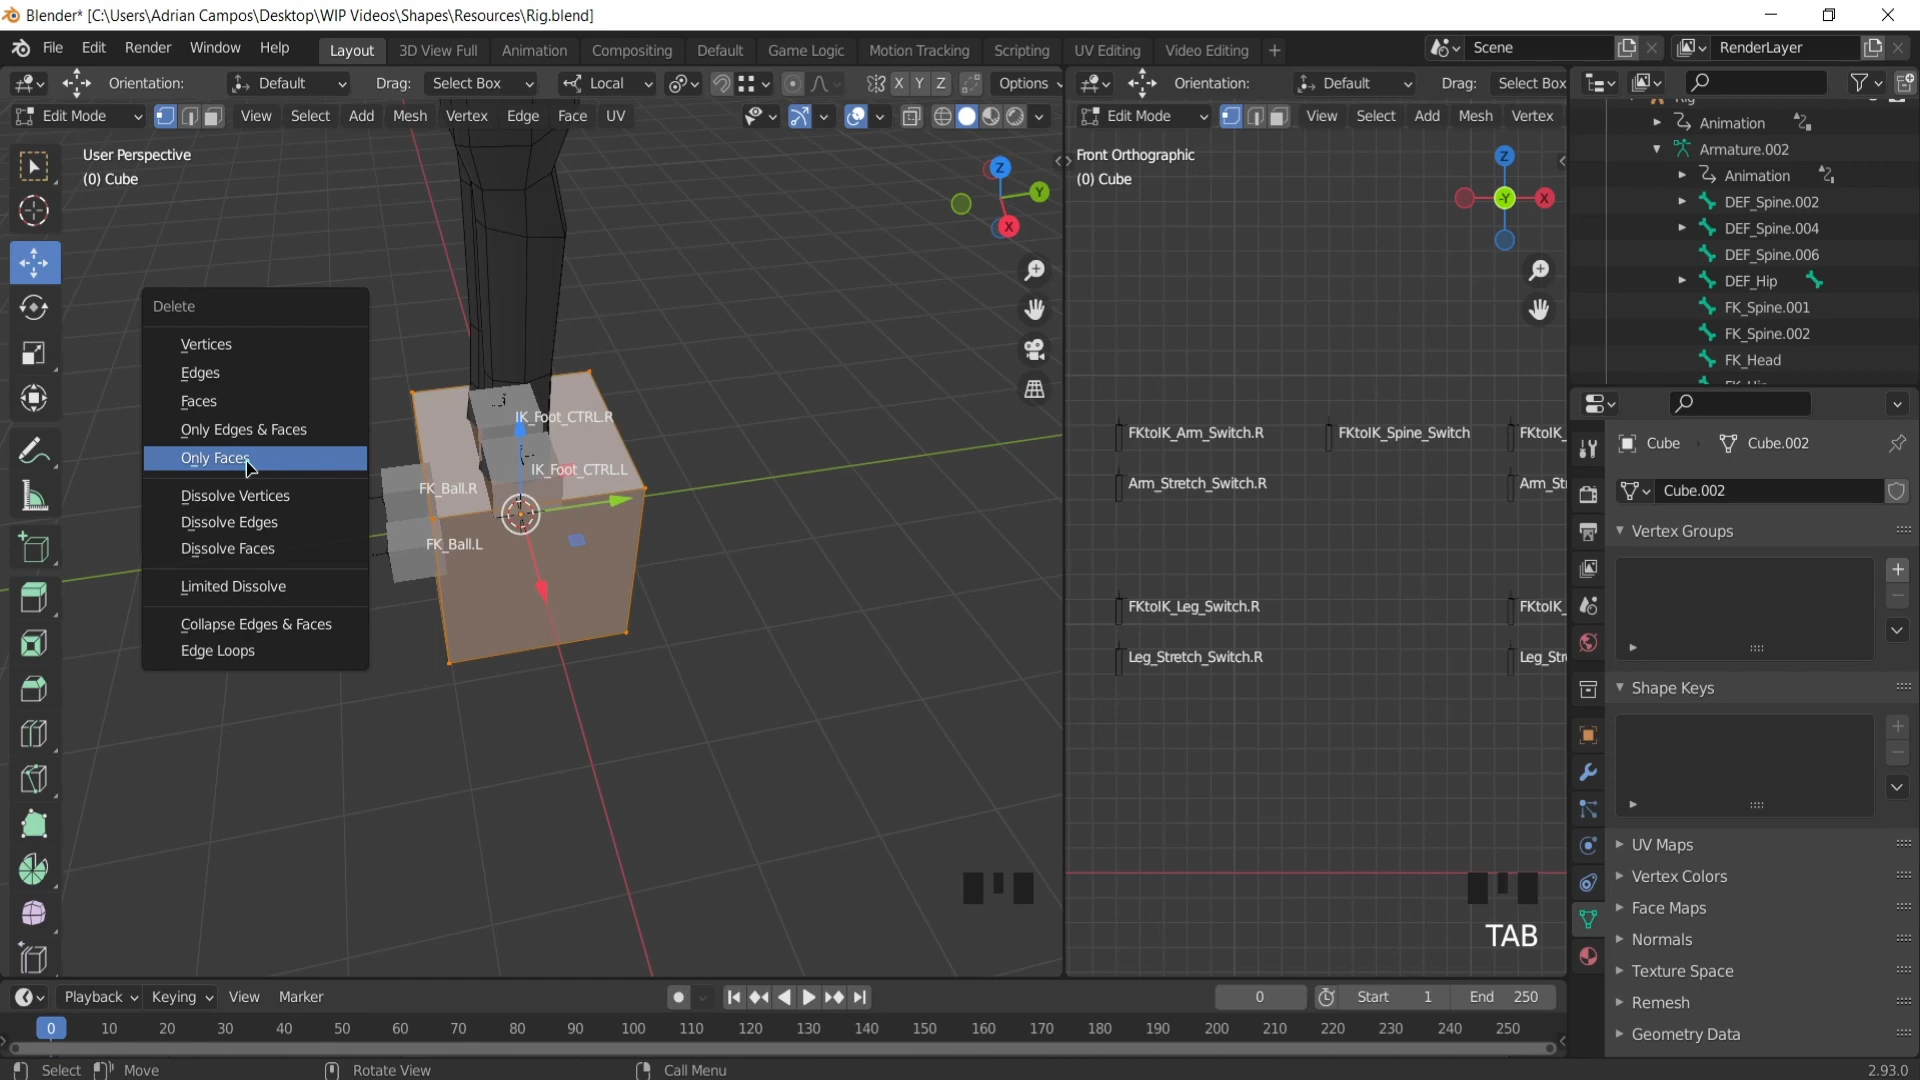 Blender* [C:\Users\Adrian Campos\Desktop\WIP Videos\Shapes\Resources\Rig.blend]
File Edit Render Window Help Layout 3D View Full Animation Compositing Default Game Logic Motion Tracking Scripting UV Editing Video Editing + Scene RenderLayer
Orientation: Default Drag: Select Box Local X Y Z Options Orientation: Default Drag: Select Box
Edit Mode View Select Add Mesh Vertex Edge Face UV Edit Mode View Select Add Mesh Vertex
User Perspective
(0) Cube
Z
Y
X
Front Orthographic
(0) Cube
Z
-Y
X
Animation
Armature.002
Animation
DEF_Spine.002
DEF_Spine.004
DEF_Spine.006
DEF_Hip
FK_Spine.001
FK_Spine.002
FK_Head
Delete
Vertices
Edges
Faces
Only Edges & Faces
Only Faces
Dissolve Vertices
Dissolve Edges
Dissolve Faces
Limited Dissolve
Collapse Edges & Faces
Edge Loops
IK_Foot_CTRL.R
IK_Foot_CTRL.L
FK_Ball.R
FK_Ball.L
FKtoIK_Arm_Switch.R FKtoIK_Spine_Switch FKtoIK_
Arm_Stretch_Switch.R Arm_St
FKtoIK_Leg_Switch.R FKtoIK_
Leg_Stretch_Switch.R Leg_Str
TAB
Cube Cube.002
Cube.002
Vertex Groups
Shape Keys
UV Maps
Vertex Colors
Face Maps
Normals
Texture Space
Remesh
Geometry Data
Playback Keying View Marker 0 Start 1 End 250
0 10 20 30 40 50 60 70 80 90 100 110 120 130 140 150 160 170 180 190 200 210 220 230 240 250
Select Move Rotate View Call Menu 2.93.0